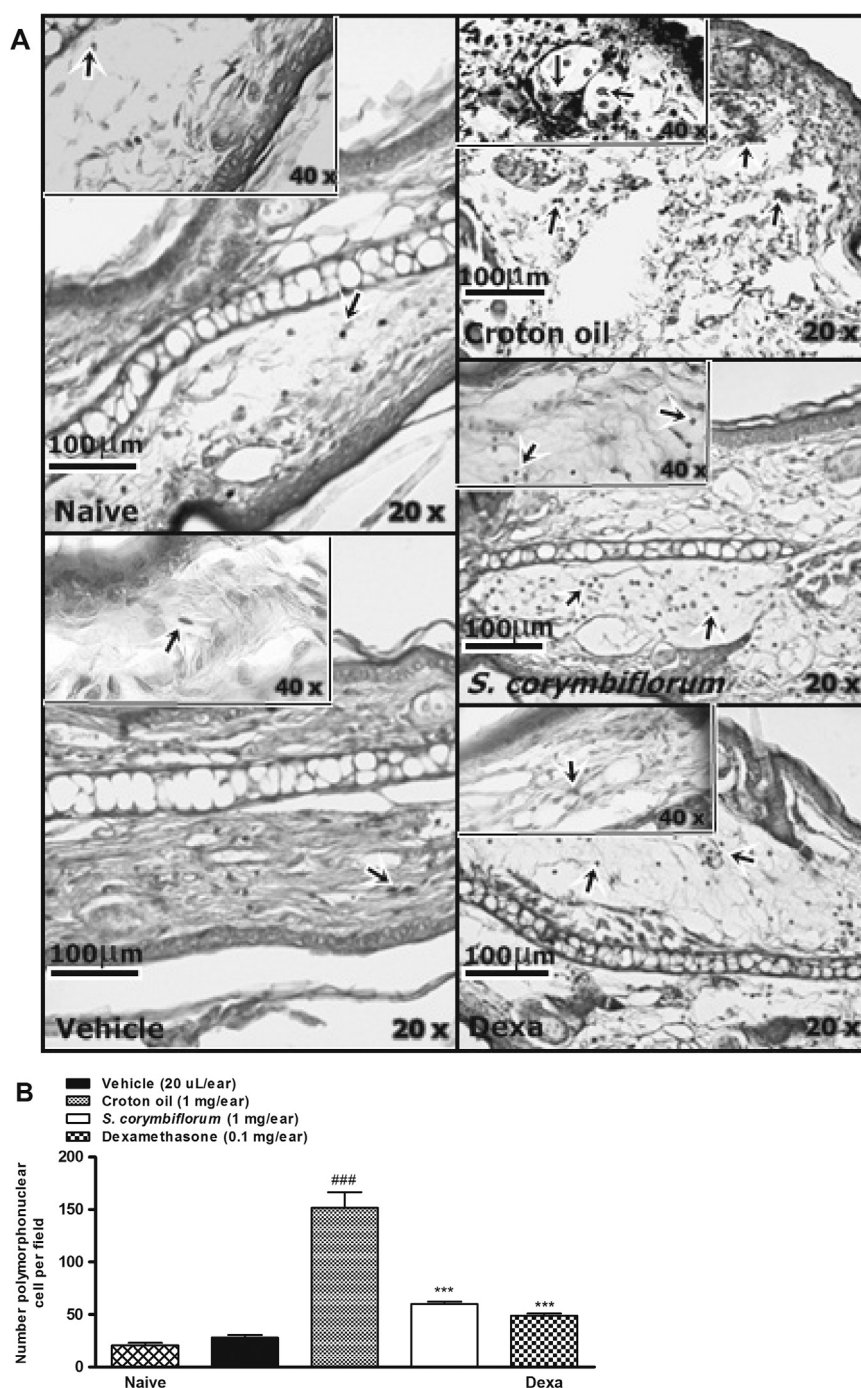 A
40 x
100µm
Naive
20 x
40 x
100µm
Croton oil
20 x
40 x
100µm
S. corymbiflorum
20 x
40 x
100µm
Vehicle
20 x
40 x
100µm
Dexa
20 x
B
Vehicle (20 uL/ear)
Croton oil (1 mg/ear)
S. corymbiflorum (1 mg/ear)
Dexamethasone (0.1 mg/ear)
Number polymorphonuclear
cell per field
200
150
100
50
0
###
***
***
Naive
Dexa